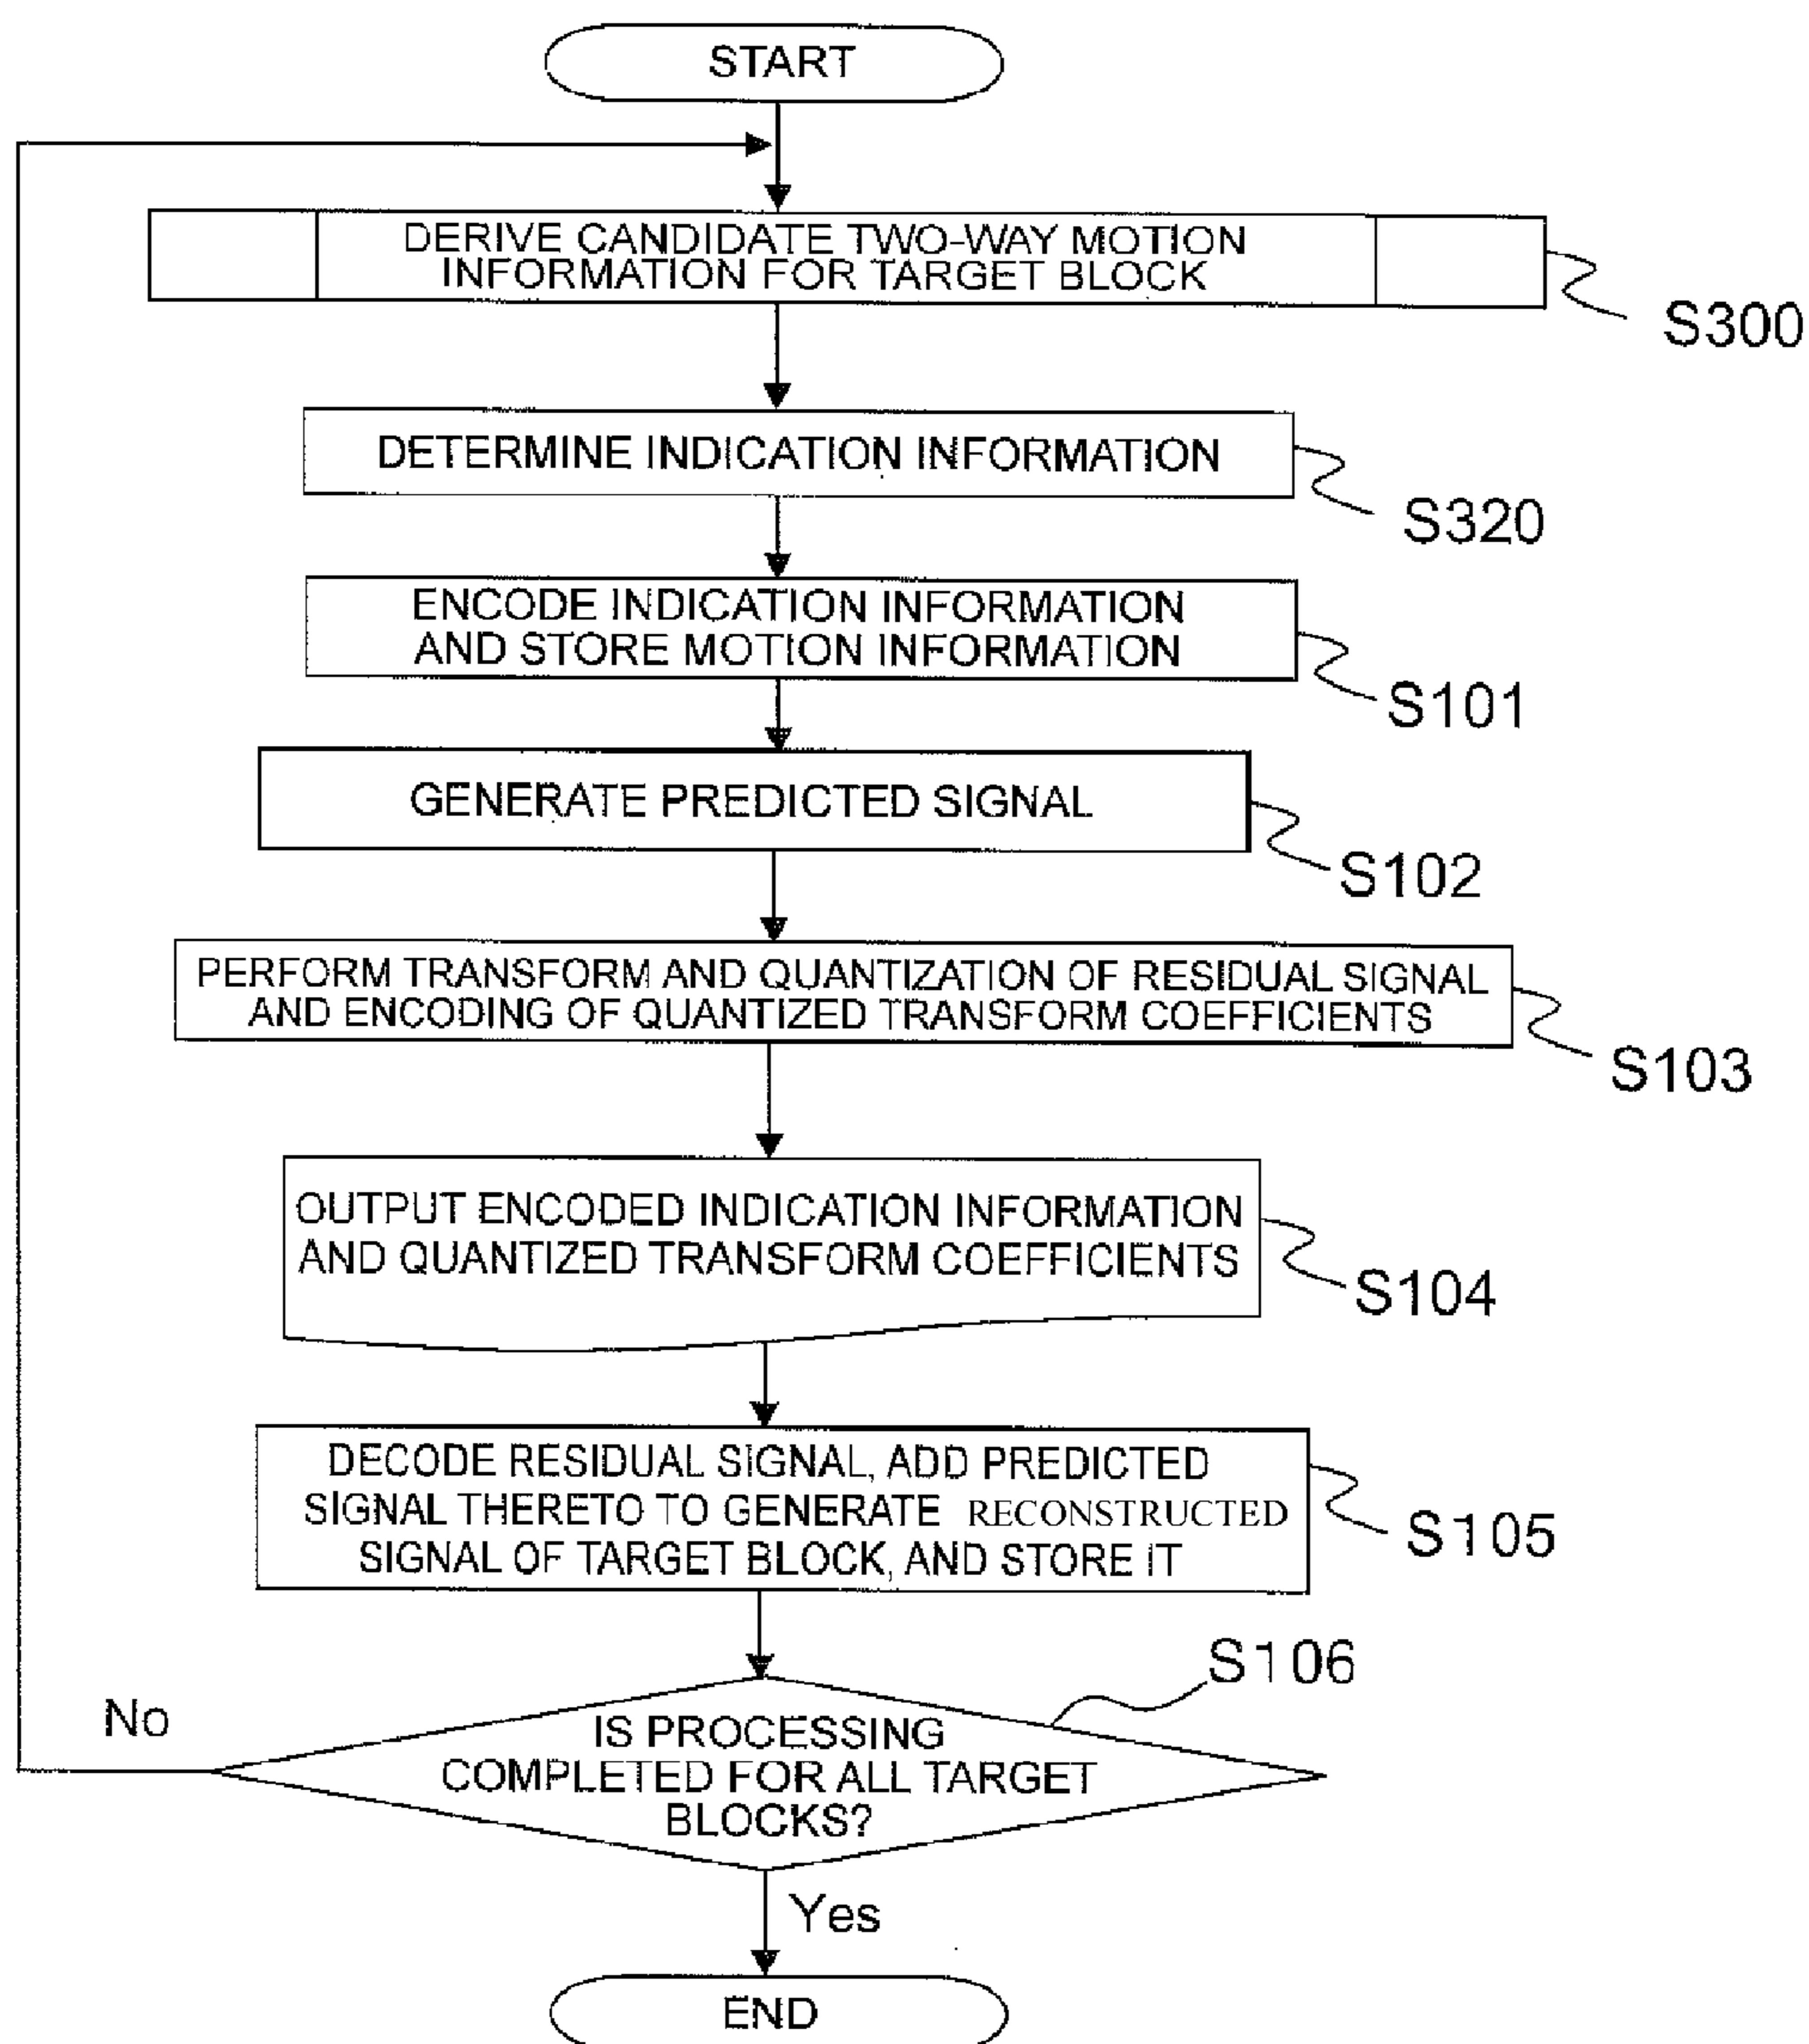 START
DERIVE CANDIDATE TWO-WAY MOTION
INFORMATION FOR TARGET BLOCK
S300
DETERMINE INDICATION INFORMATION
S320
ENCODE INDICATION INFORMATION
AND STORE MOTION INFORMATION
S101
GENERATE PREDICTED SIGNAL
S102
PERFORM TRANSFORM AND QUANTIZATION OF RESIDUAL SIGNAL
AND ENCODING OF QUANTIZED TRANSFORM COEFFICIENTS
S103
OUTPUT ENCODED INDICATION INFORMATION
AND QUANTIZED TRANSFORM COEFFICIENTS
S104
DECODE RESIDUAL SIGNAL, ADD PREDICTED
SIGNAL THERETO TO GENERATE RECONSTRUCTED
SIGNAL OF TARGET BLOCK, AND STORE IT
S105
S106
No
IS PROCESSING
COMPLETED FOR ALL TARGET
BLOCKS?
Yes
END